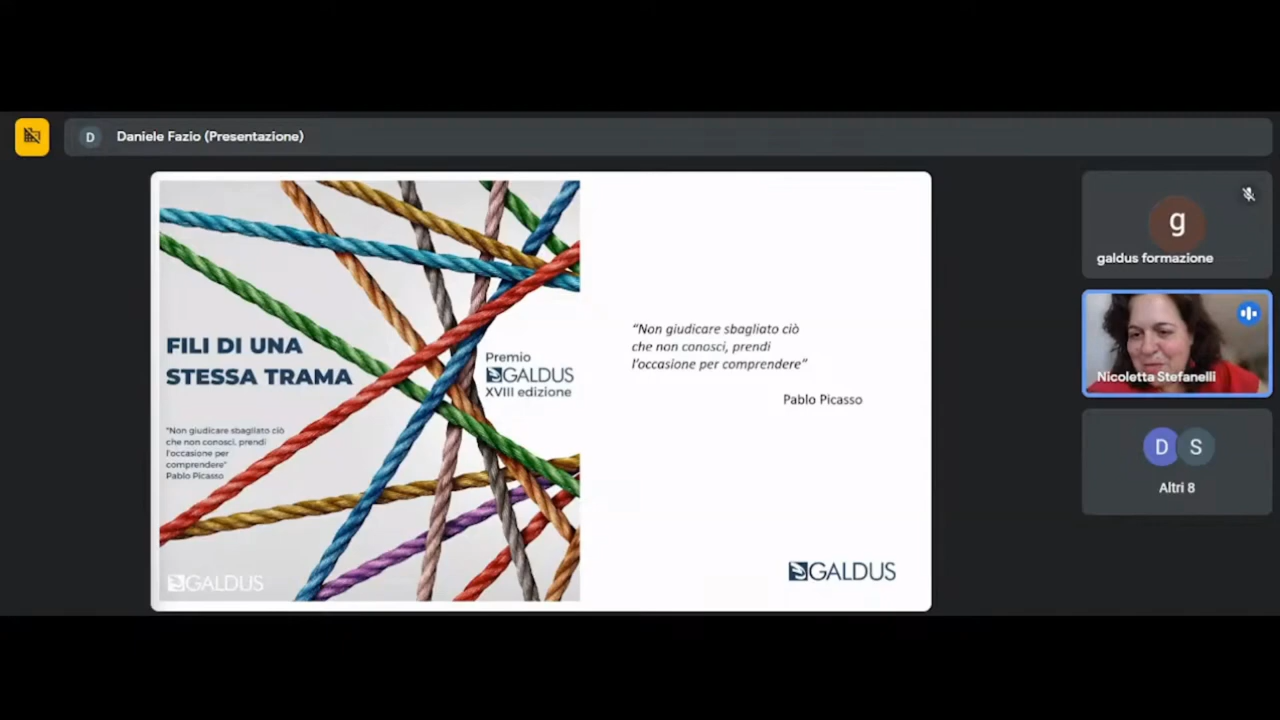 D Daniele Fazio (Presentazione)
FILI DI UNA
STESSA TRAMA
"Non giudicare sbagliato ciò
che non conosci, prendi
l'occasione per
comprendere"
Pablo Picasso
GALDUS
Premio
GALDUS
XVIII edizione
“Non giudicare sbagliato ciò
che non conosci, prendi
l’occasione per comprendere”
Pablo Picasso
GALDUS
g
galdus formazione
Nicoletta Stefanelli
D S
Altri 8